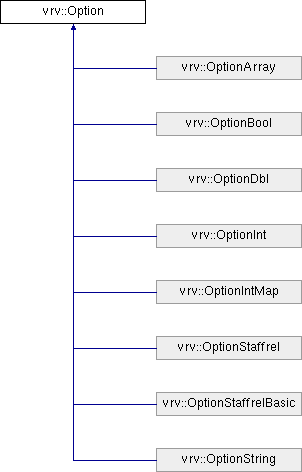 vrv::Option
vrv::OptionArray
vrv::OptionBool
vrv::OptionDbl
vrv::OptionInt
vrv::OptionIntMap
vrv::OptionStaffrel
vrv::OptionStaffrelBasic
vrv::OptionString